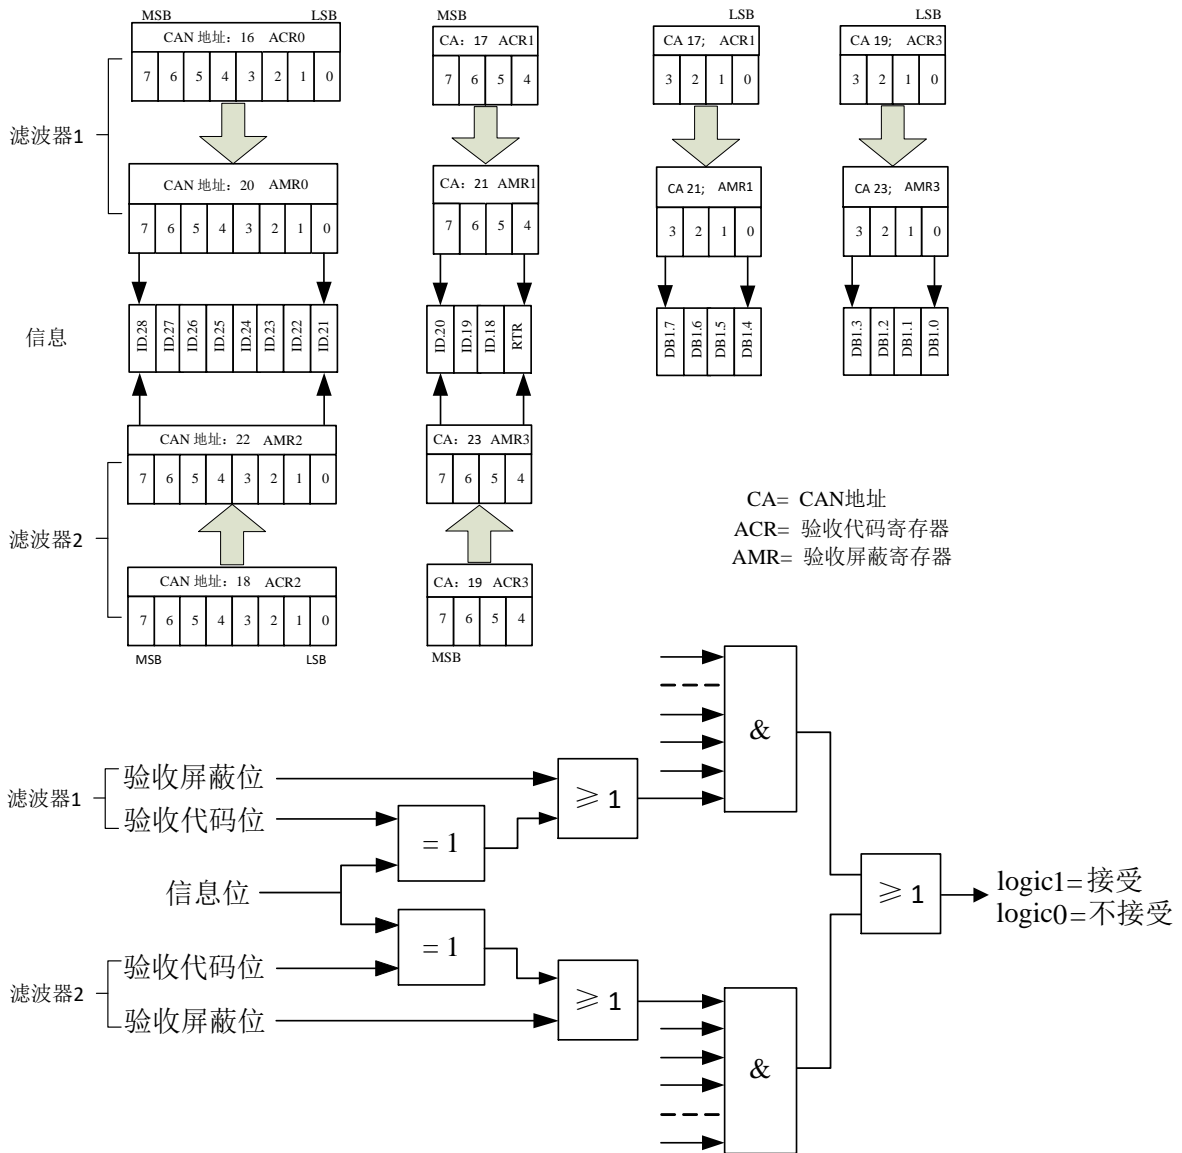 MSB LSB MSB LSB LSB
CAN 地址：16 ACR0
CA：17 ACR1
CA 17; ACR1
CA 19; ACR3
7 6 5 4 3 2 1 0
7 6 5 4
3 2 1 0
3 2 1 0
滤波器1
CAN 地址：20 AMR0
CA：21 AMR1
CA 21; AMR1
CA 23; AMR3
7 6 5 4 3 2 1 0
7 6 5 4
3 2 1 0
3 2 1 0
信息
ID.28 ID.27 ID.26 ID.25 ID.24 ID.23 ID.22 ID.21
ID.20 ID.19 ID.18 RTR
DB1.7 DB1.6 DB1.5 DB1.4
DB1.3 DB1.2 DB1.1 DB1.0
CAN 地址：22 AMR2
CA：23 AMR3
7 6 5 4 3 2 1 0
7 6 5 4
滤波器2
CAN 地址：18 ACR2
CA：19 ACR3
7 6 5 4 3 2 1 0
7 6 5 4
MSB LSB MSB
CA= CAN地址
ACR= 验收代码寄存器
AMR= 验收屏蔽寄存器
滤波器1
验收屏蔽位
验收代码位
信息位
滤波器2
验收代码位
验收屏蔽位
= 1
= 1
≥ 1
≥ 1
&
&
≥ 1
logic1=接受
logic0=不接受